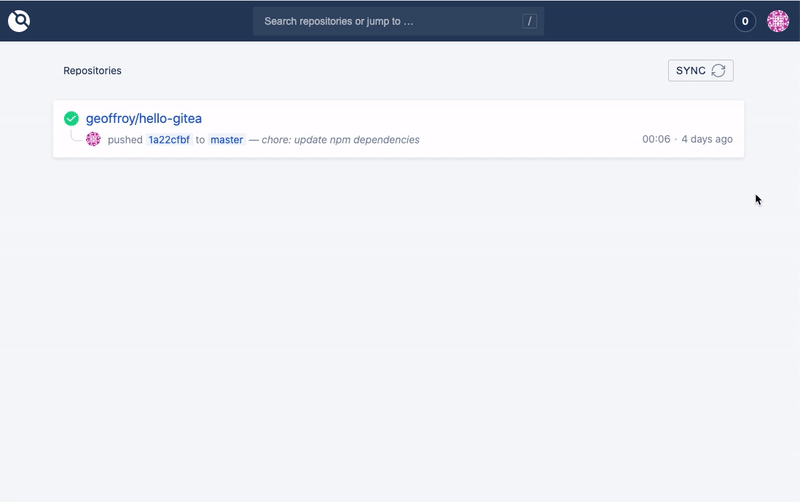 Search repositories or jump to … /
0
Repositories
SYNC
geoffroy/hello-gitea
pushed 1a22cfbf to master — chore: update npm dependencies
00:06 · 4 days ago